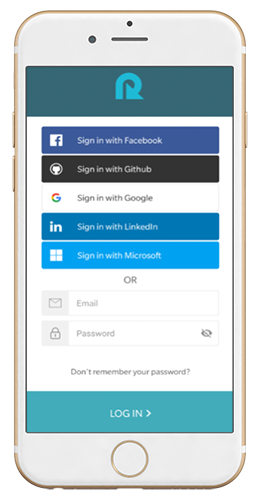 Sign in with Facebook
Sign in with Github
Sign in with Google
Sign in with LinkedIn
Sign in with Microsoft
OR
Email
Password
Don't remember your password?
LOG IN >